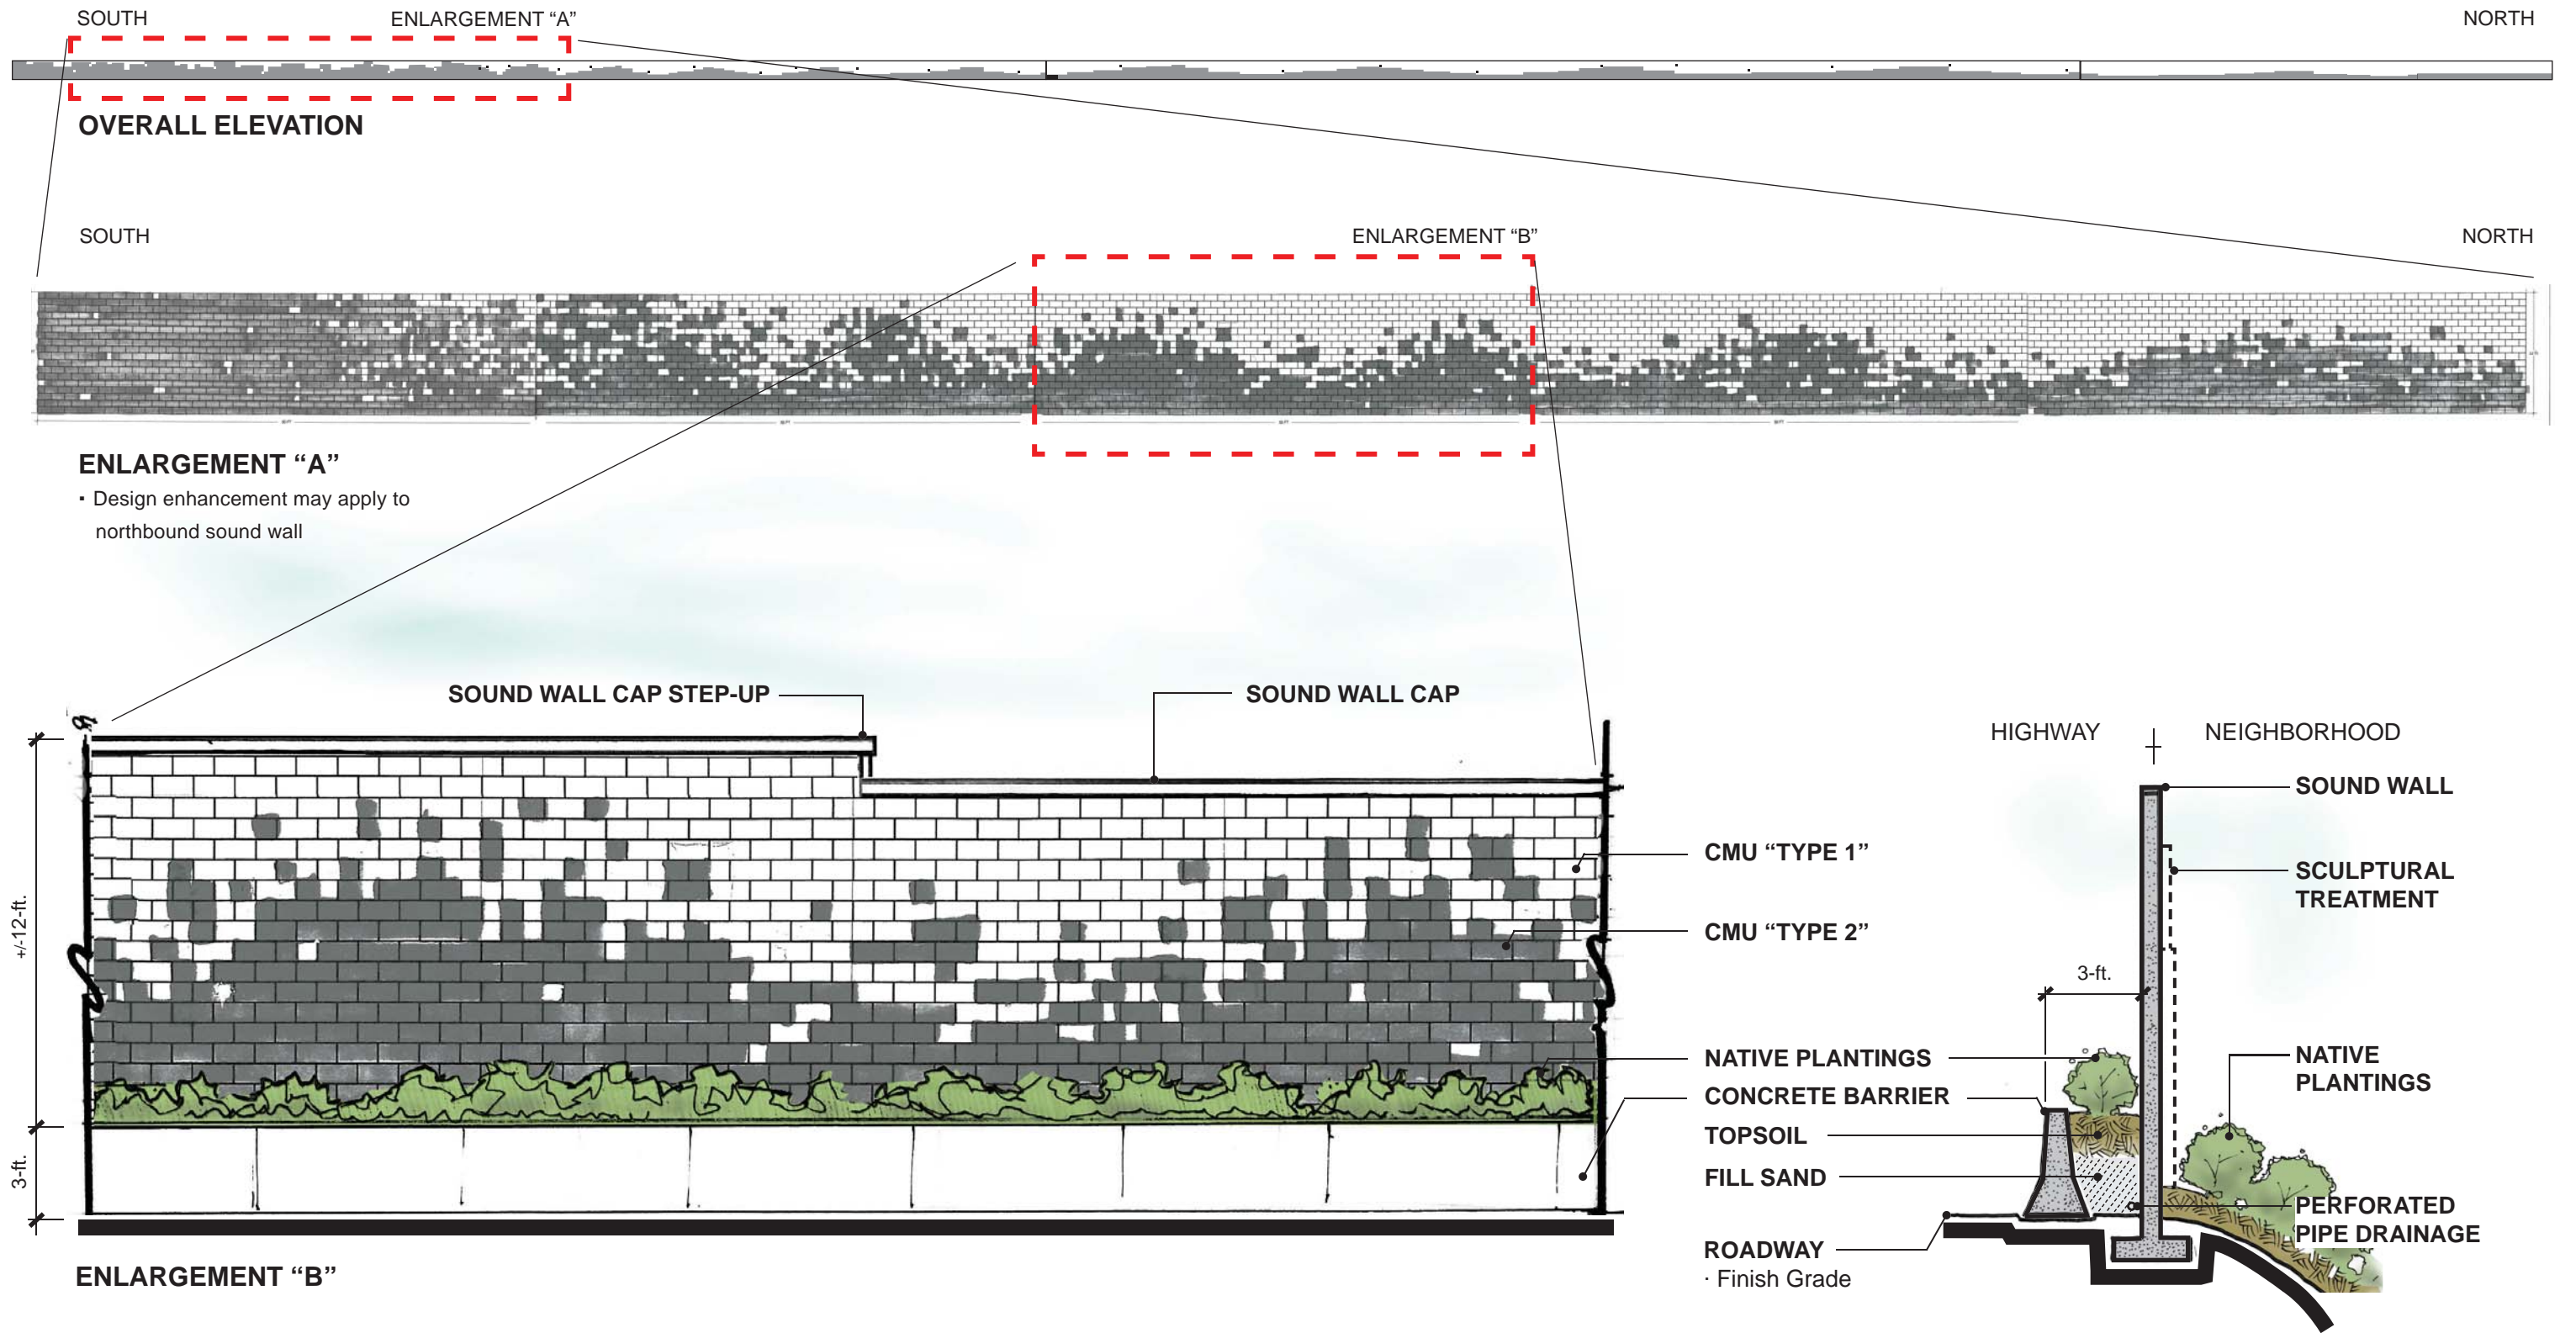 SOUTH
ENLARGEMENT “A”
NORTH
OVERALL ELEVATION
SOUTH
ENLARGEMENT “B”
NORTH
ENLARGEMENT “A”
▪ Design enhancement may apply to
northbound sound wall
SOUND WALL CAP STEP-UP
SOUND WALL CAP
+/-12-ft.
3-ft.
CMU “TYPE 1”
CMU “TYPE 2”
NATIVE PLANTINGS
CONCRETE BARRIER
TOPSOIL
FILL SAND
ROADWAY
· Finish Grade
ENLARGEMENT “B”
HIGHWAY
NEIGHBORHOOD
SOUND WALL
SCULPTURAL
TREATMENT
3-ft.
NATIVE
PLANTINGS
PERFORATED
PIPE DRAINAGE